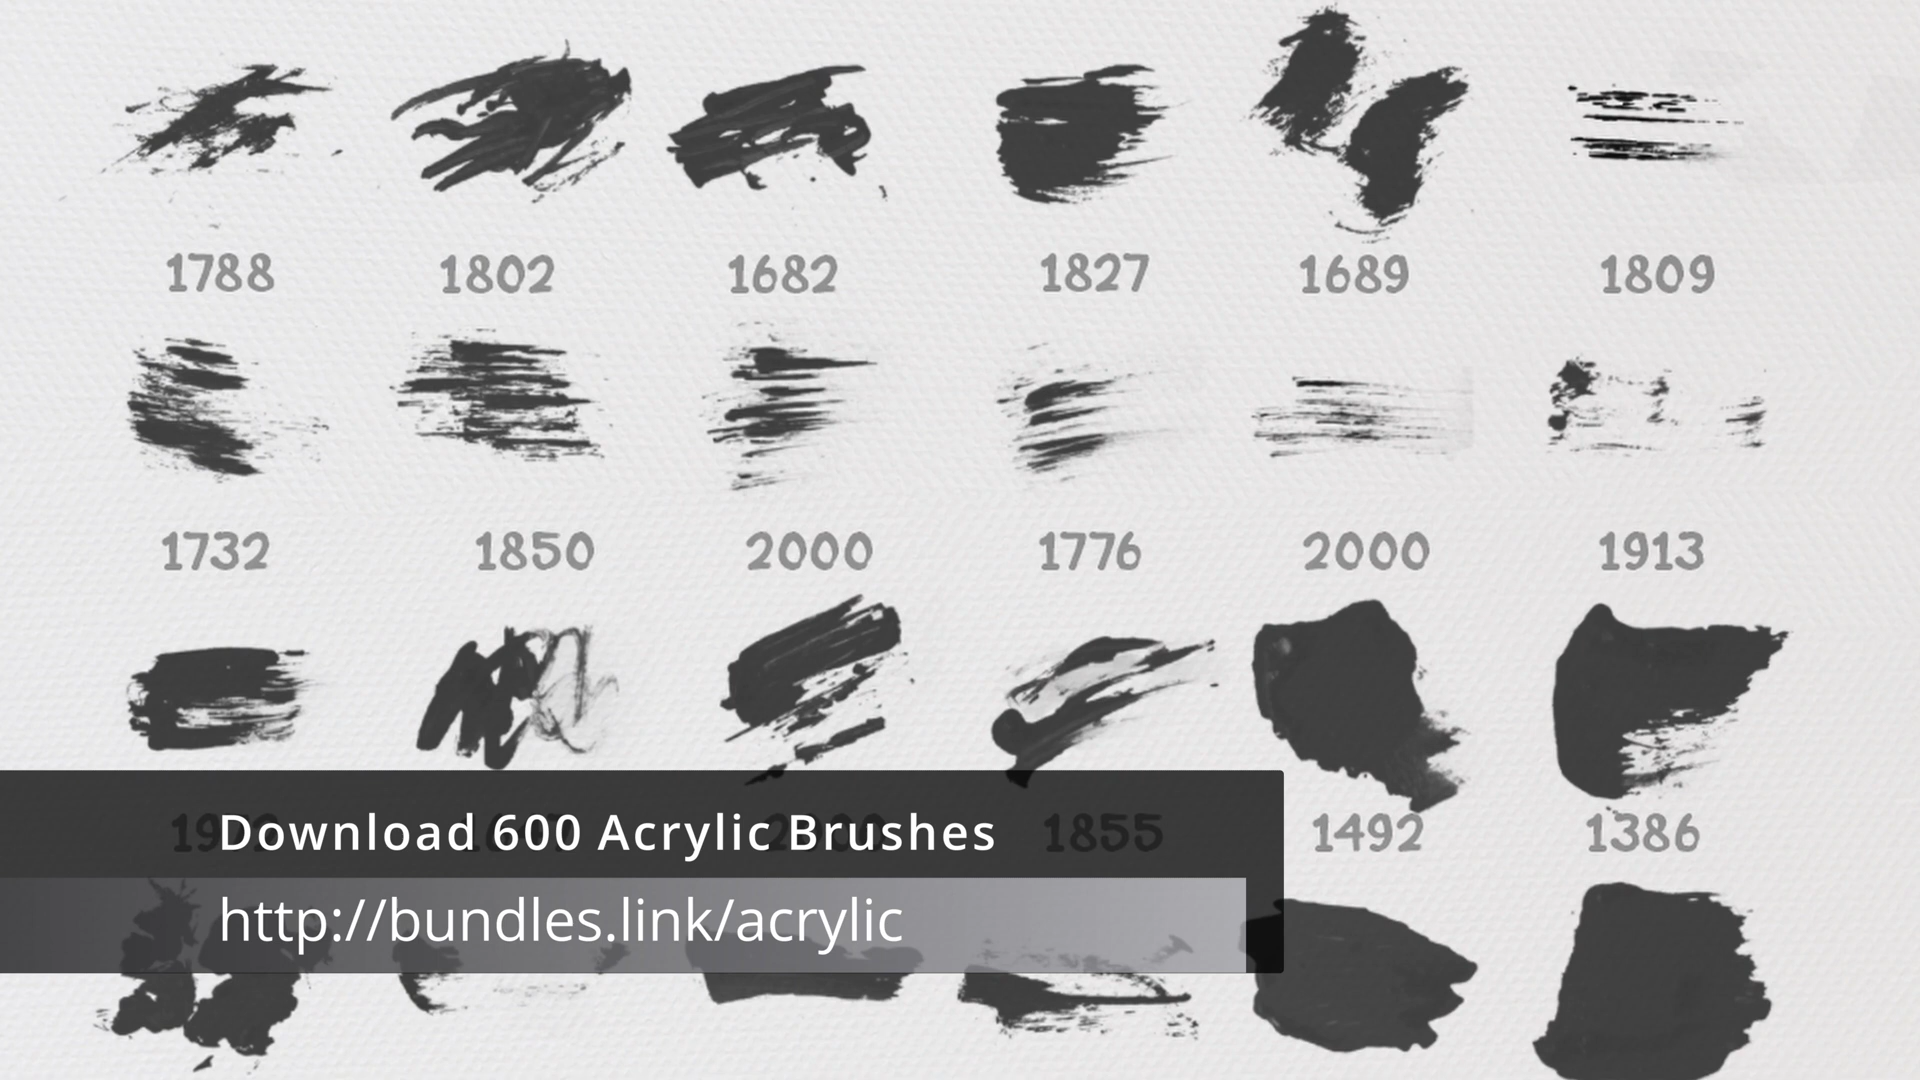 1788 1802 1682 1827 1689 1809
1732 1850 2000 1776 2000 1913
1855 1492 1386
Download 600 Acrylic Brushes
http://bundles.link/acrylic